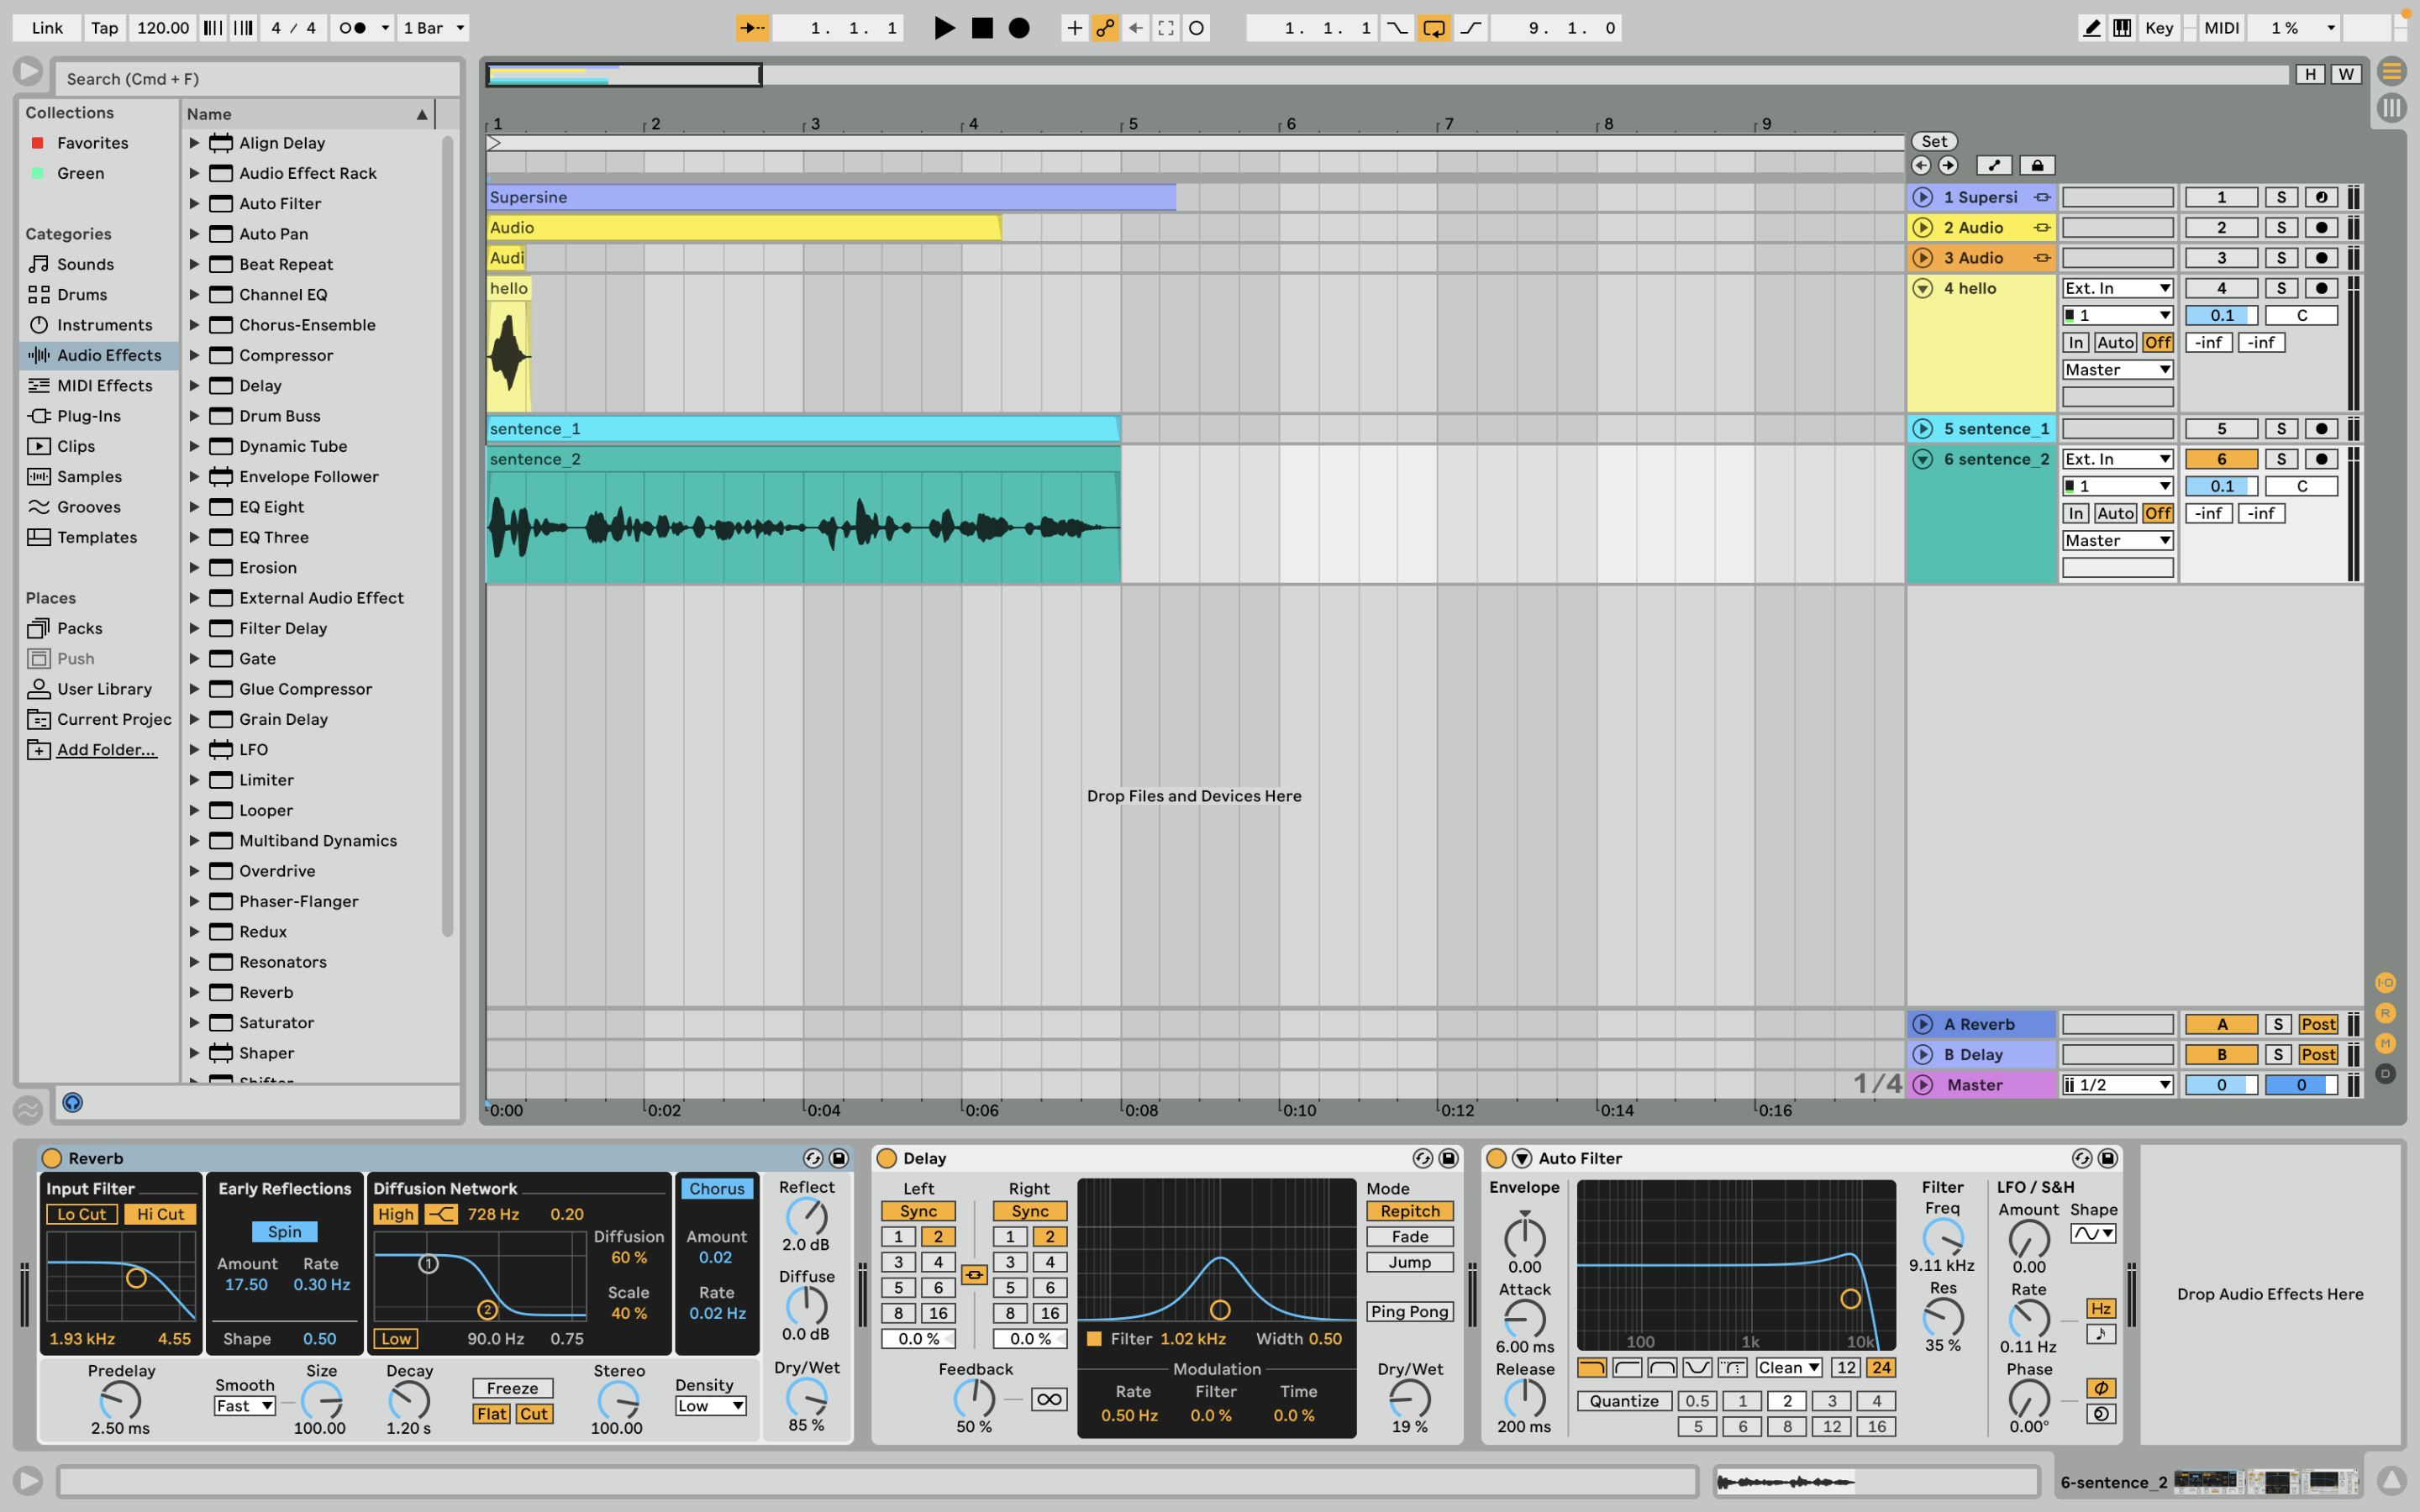 Link Tap 120.00 4 / 4 1 Bar 1. 1. 1 1. 1. 1 9. 1. 0 Key MIDI 1 %
Search (Cmd + F)
Collections
Favorites
Green
Categories
Sounds
Drums
Instruments
Audio Effects
MIDI Effects
Plug-Ins
Clips
Samples
Grooves
Templates
Places
Packs
Push
User Library
Current Projec
Add Folder...
Name
Align Delay
Audio Effect Rack
Auto Filter
Auto Pan
Beat Repeat
Channel EQ
Chorus-Ensemble
Compressor
Delay
Drum Buss
Dynamic Tube
Envelope Follower
EQ Eight
EQ Three
Erosion
External Audio Effect
Filter Delay
Gate
Glue Compressor
Grain Delay
LFO
Limiter
Looper
Multiband Dynamics
Overdrive
Phaser-Flanger
Redux
Resonators
Reverb
Saturator
Shaper
Shifter
H W
1 2 3 4 5 6 7 8 9
Set
Supersine
Audio
Audi
hello
sentence_1
sentence_2
Drop Files and Devices Here
1/4
0:00 0:02 0:04 0:06 0:08 0:10 0:12 0:14 0:16
1 Supersi 1 S
2 Audio 2 S
3 Audio 3 S
4 hello Ext. In 4 S
1 0.1 C
In Auto Off -inf -inf
Master
5 sentence_1 5 S
6 sentence_2 Ext. In 6 S
1 0.1 C
In Auto Off -inf -inf
Master
I·O
R
M
D
A Reverb A S Post
B Delay B S Post
Master 1/2 0 0
Reverb
Input Filter
Lo Cut Hi Cut
1.93 kHz 4.55
Early Reflections
Spin
Amount Rate
17.50 0.30 Hz
Shape 0.50
Diffusion Network
High 728 Hz 0.20
1
2
Diffusion
60 %
Scale
40 %
Low 90.0 Hz 0.75
Chorus
Amount
0.02
Rate
0.02 Hz
Reflect
2.0 dB
Diffuse
0.0 dB
Dry/Wet
85 %
Predelay
2.50 ms
Smooth
Fast
Size
100.00
Decay
1.20 s
Freeze
Flat Cut
Stereo
100.00
Density
Low
Delay
Left Right
Sync Sync
1 2 1 2
3 4 3 4
5 6 5 6
8 16 8 16
0.0 % 0.0 %
Feedback
50 %
Filter 1.02 kHz Width 0.50
Modulation
Rate Filter Time
0.50 Hz 0.0 % 0.0 %
Mode
Repitch
Fade
Jump
Ping Pong
Dry/Wet
19 %
Auto Filter
Envelope
0.00
Attack
6.00 ms
Release
200 ms
100 1k 10k
Clean 12 24
Quantize 0.5 1 2 3 4
5 6 8 12 16
Filter
Freq
9.11 kHz
Res
35 %
LFO / S&H
Amount Shape
0.00
Rate
Hz
0.11 Hz
Phase
0.00°
Drop Audio Effects Here
6-sentence_2